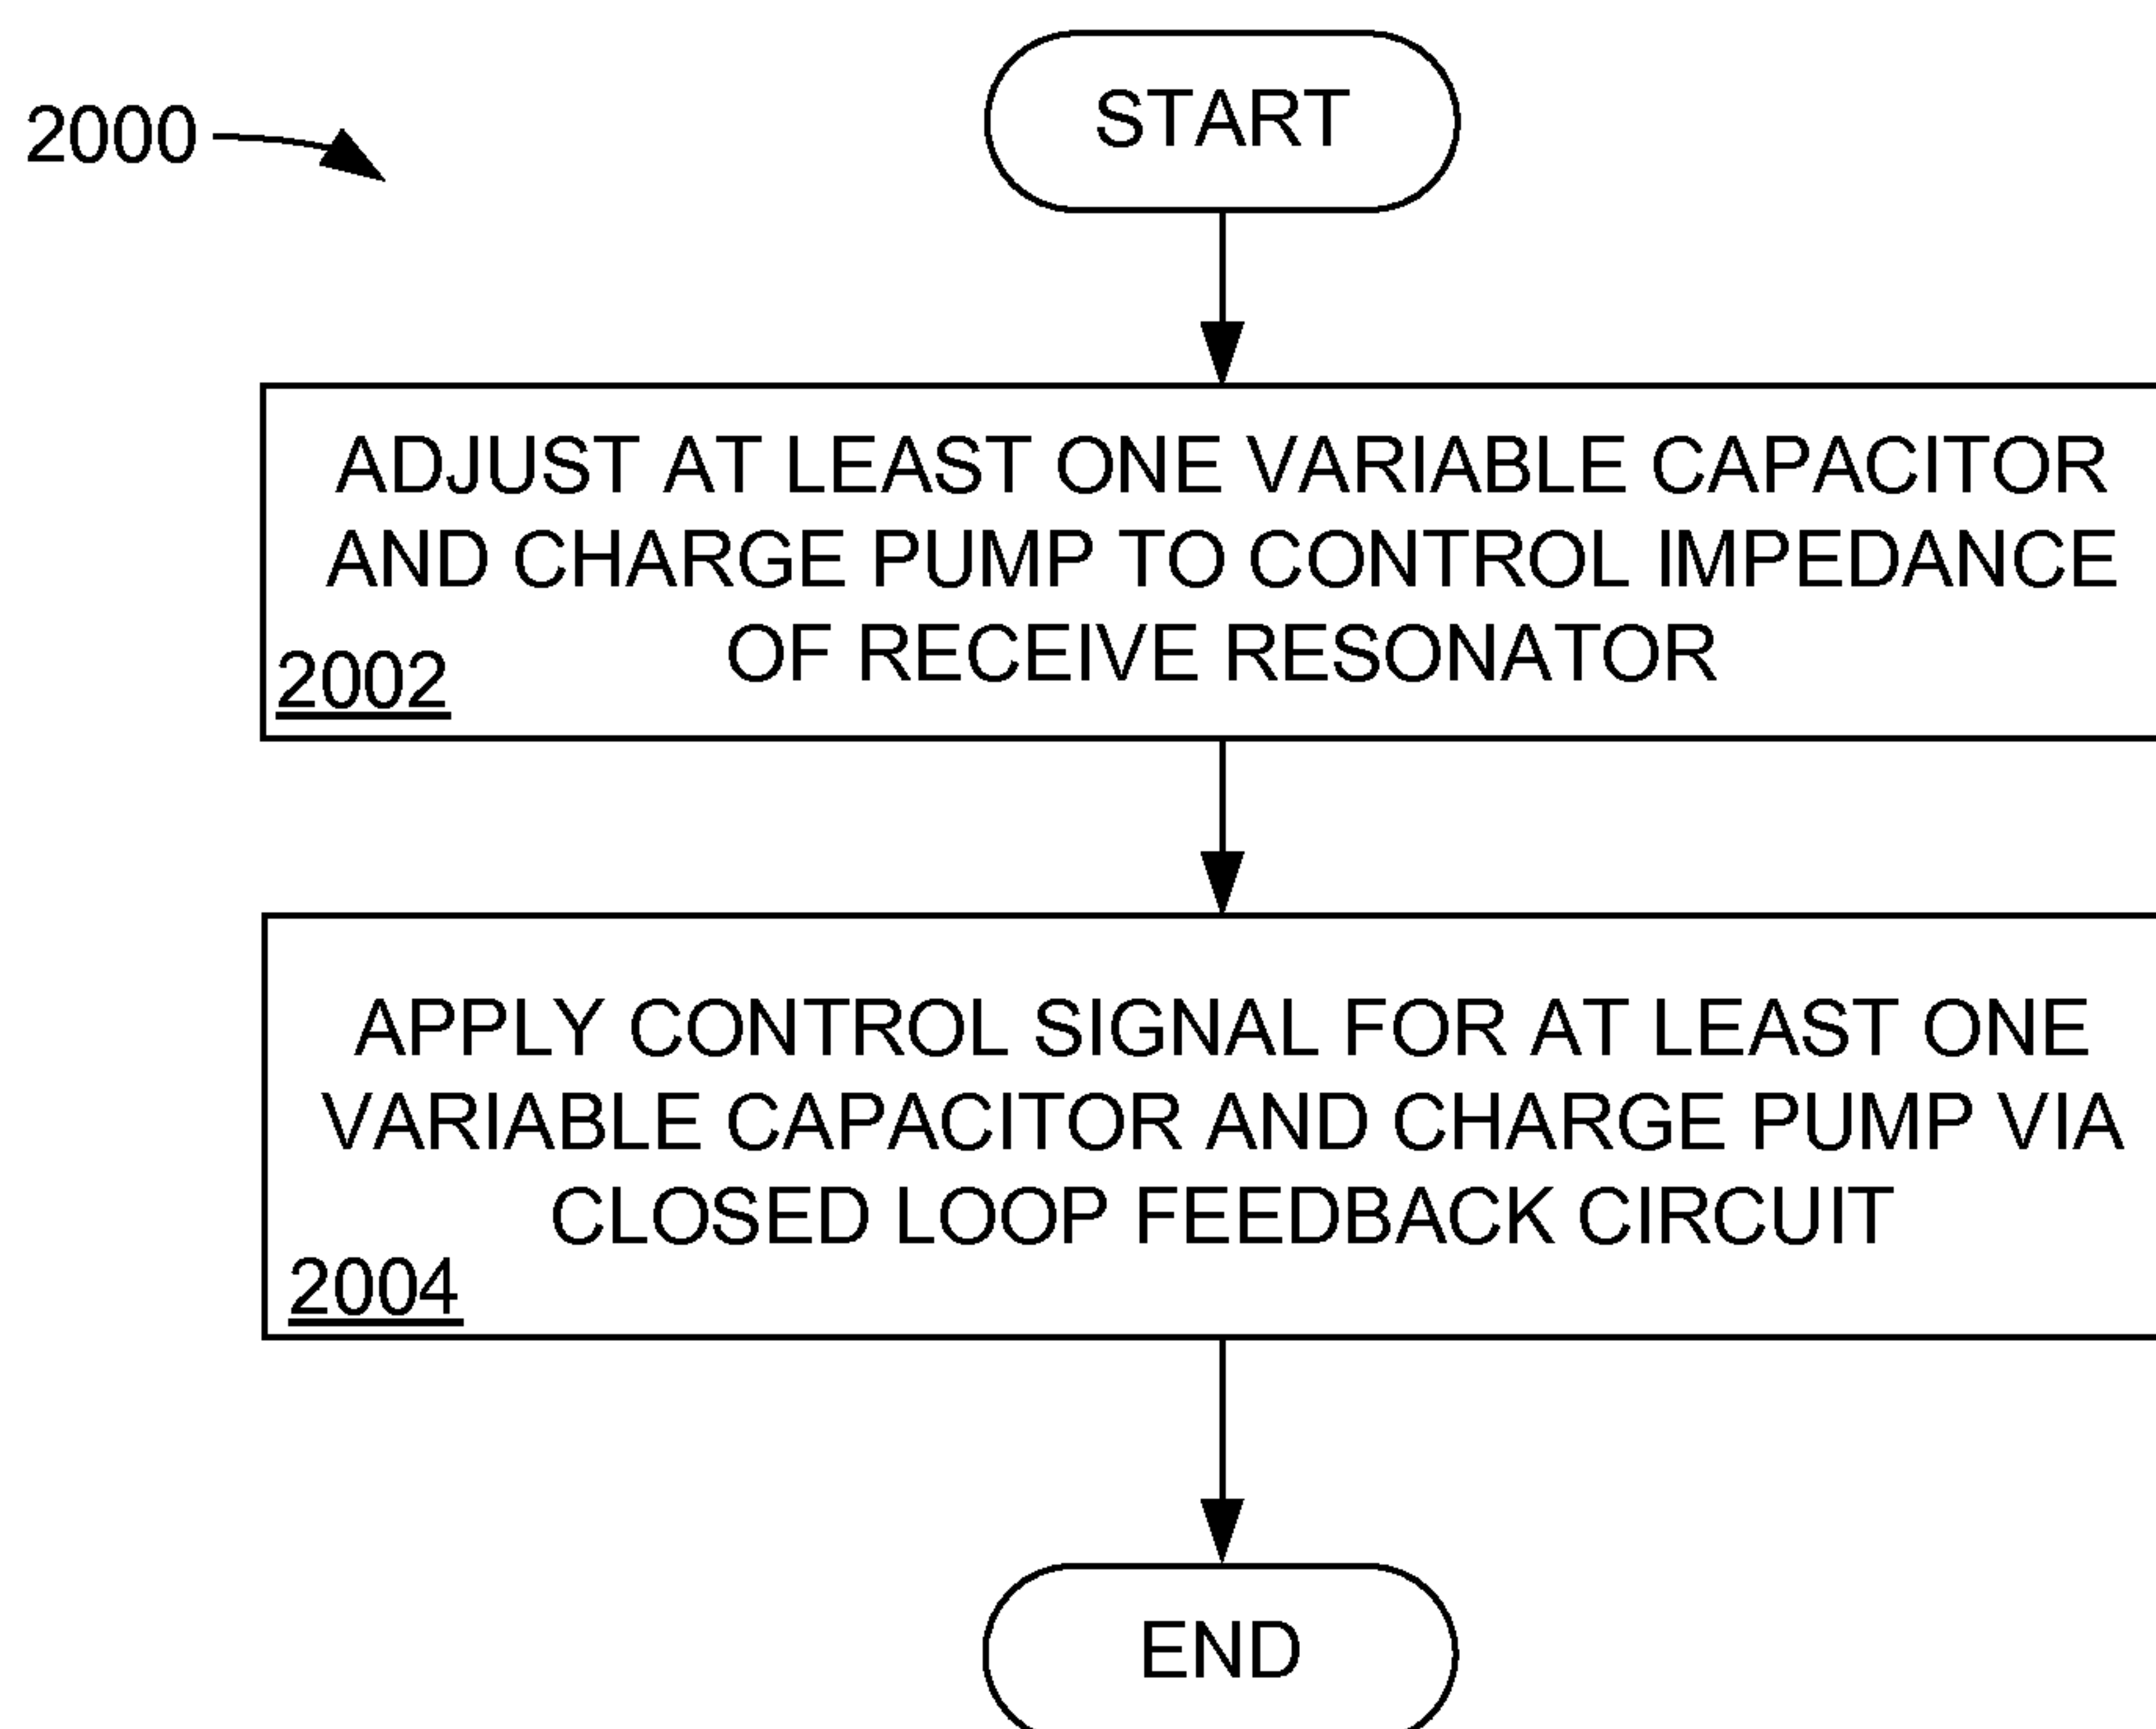 2000
START
ADJUST AT LEAST ONE VARIABLE CAPACITOR
AND CHARGE PUMP TO CONTROL IMPEDANCE
OF RECEIVE RESONATOR
2002
APPLY CONTROL SIGNAL FOR AT LEAST ONE
VARIABLE CAPACITOR AND CHARGE PUMP VIA
CLOSED LOOP FEEDBACK CIRCUIT
2004
END